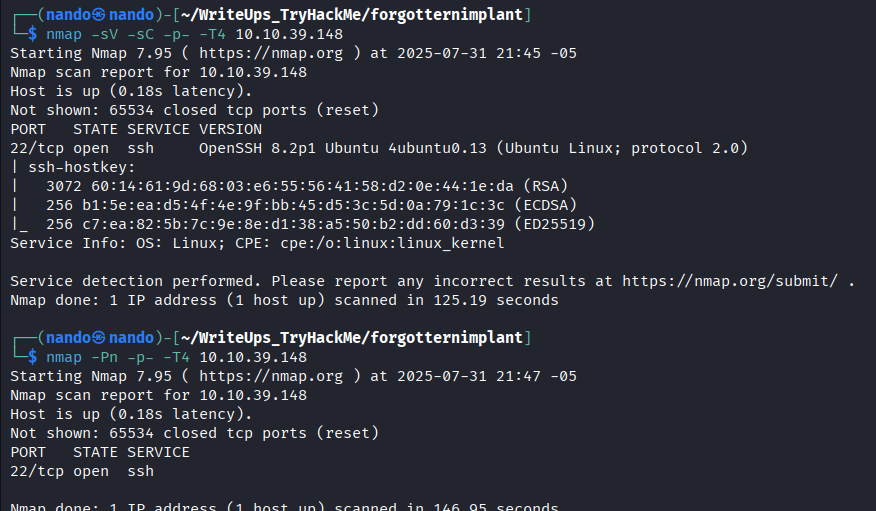 ┌──(nando㉿nando)-[~/WriteUps_TryHackMe/forgotternimplant]
└─$ nmap -sV -sC -p- -T4 10.10.39.148
Starting Nmap 7.95 ( https://nmap.org ) at 2025-07-31 21:45 -05
Nmap scan report for 10.10.39.148
Host is up (0.18s latency).
Not shown: 65534 closed tcp ports (reset)
PORT   STATE SERVICE VERSION
22/tcp open  ssh     OpenSSH 8.2p1 Ubuntu 4ubuntu0.13 (Ubuntu Linux; protocol 2.0)
| ssh-hostkey:
|   3072 60:14:61:9d:68:03:e6:55:56:41:58:d2:0e:44:1e:da (RSA)
|   256 b1:5e:ea:d5:4f:4e:9f:bb:45:d5:3c:5d:0a:79:1c:3c (ECDSA)
|_  256 c7:ea:82:5b:7c:9e:8e:d1:38:a5:50:b2:dd:60:d3:39 (ED25519)
Service Info: OS: Linux; CPE: cpe:/o:linux:linux_kernel

Service detection performed. Please report any incorrect results at https://nmap.org/submit/ .
Nmap done: 1 IP address (1 host up) scanned in 125.19 seconds

┌──(nando㉿nando)-[~/WriteUps_TryHackMe/forgotternimplant]
└─$ nmap -Pn -p- -T4 10.10.39.148
Starting Nmap 7.95 ( https://nmap.org ) at 2025-07-31 21:47 -05
Nmap scan report for 10.10.39.148
Host is up (0.18s latency).
Not shown: 65534 closed tcp ports (reset)
PORT   STATE SERVICE
22/tcp open  ssh

Nmap done: 1 IP address (1 host up) scanned in 146.95 seconds